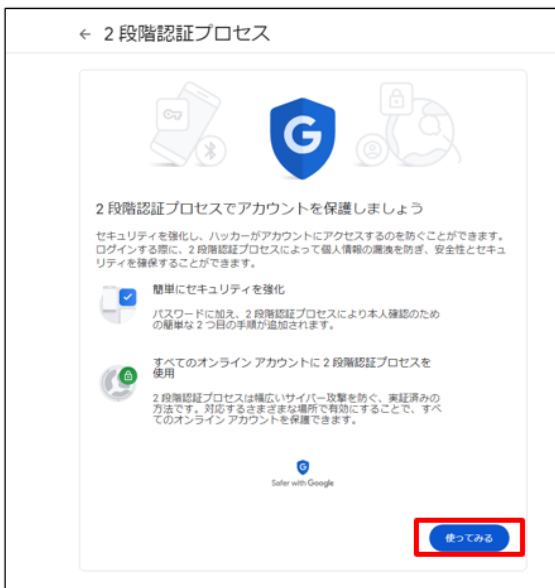 ← 2 段階認証プロセス
G
2 段階認証プロセスでアカウントを保護しましょう
セキュリティを強化し、ハッカーがアカウントにアクセスするのを防ぐことができます。
ログインする際に、2 段階認証プロセスによって個人情報の漏洩を防ぎ、安全性とセキュ
リティを確保することができます。
簡単にセキュリティを強化
パスワードに加え、2 段階認証プロセスにより本人確認のため
の簡単な 2 つ目の手順が追加されます。
すべてのオンライン アカウントに 2 段階認証プロセスを
使用
2 段階認証プロセスは幅広いサイバー攻撃を防ぐ、実証済みの
方法です。対応するさまざまな場所で有効にすることで、すべ
てのオンライン アカウントを保護できます。
G
Safer with Google
使ってみる